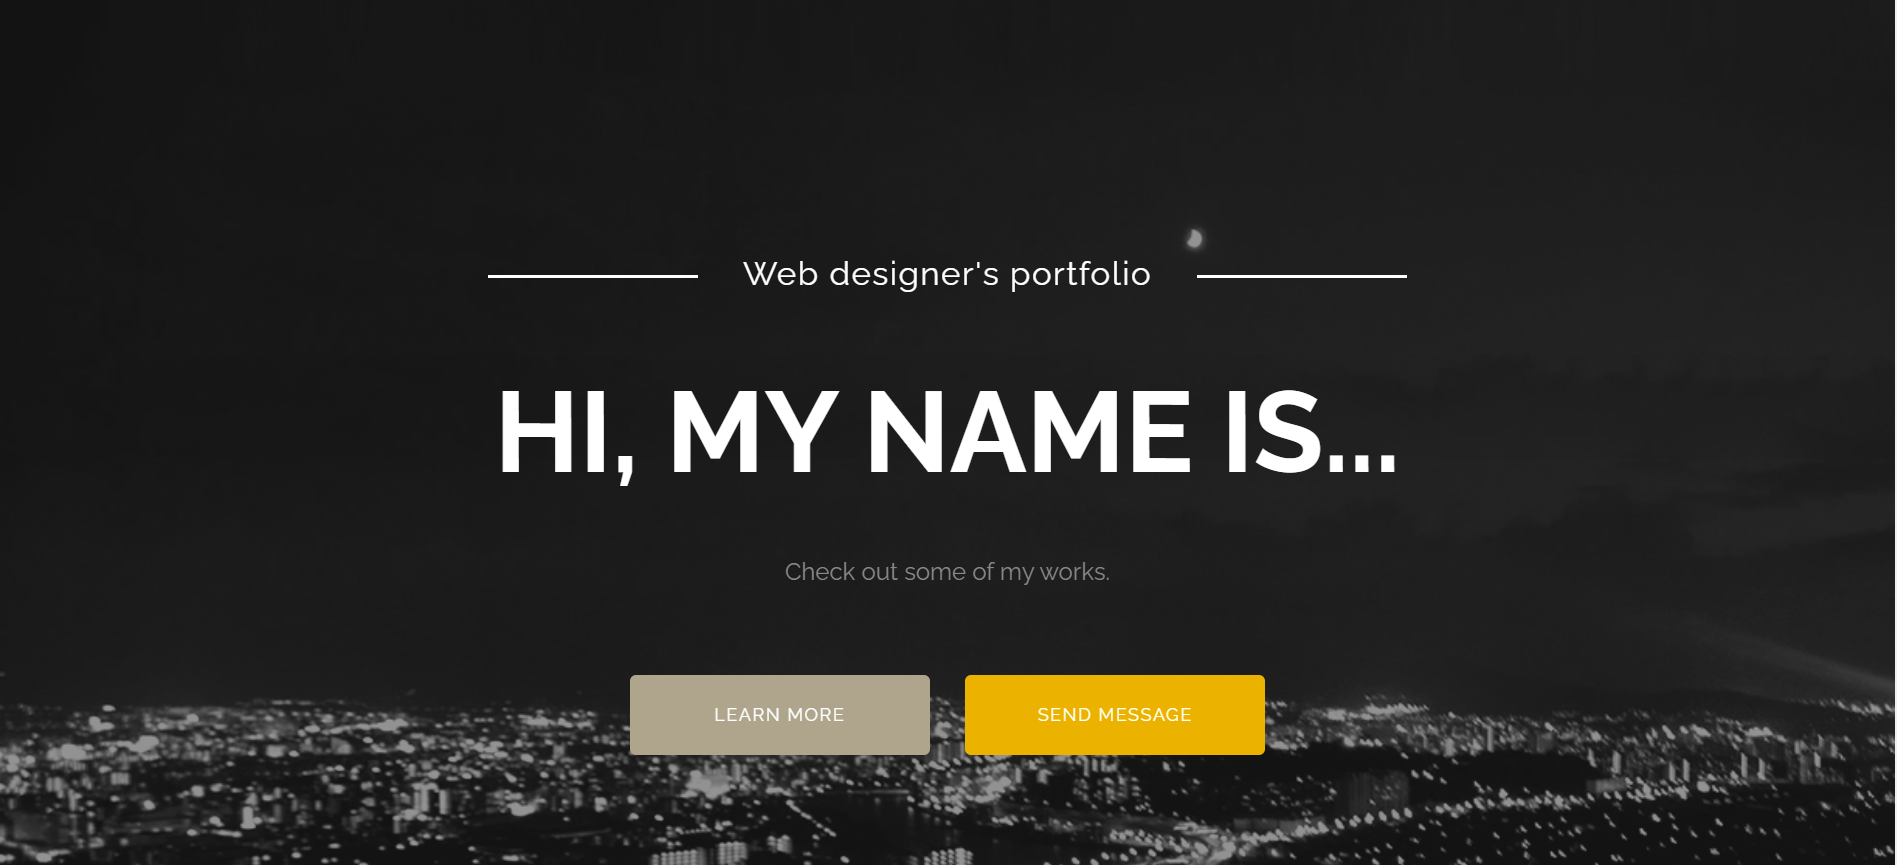 Web designer's portfolio
HI, MY NAME IS...
Check out some of my works.
LEARN MORE
SEND MESSAGE